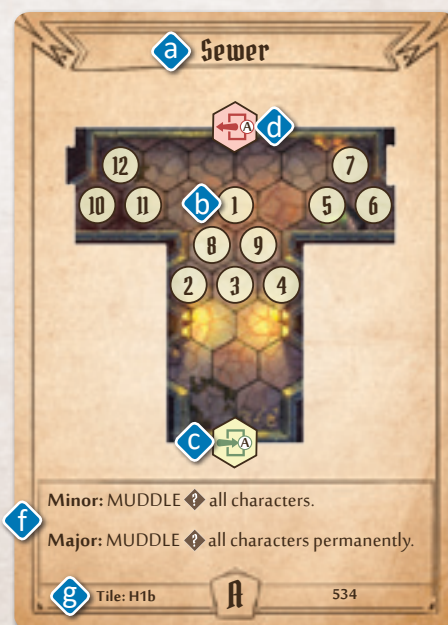 a Sewer
A d
12 7
10 11 b 1 5 6
8 9
2 3 4
c A
Minor: MUDDLE ? all characters.
f
Major: MUDDLE ? all characters permanently.
g Tile: H1b A 534